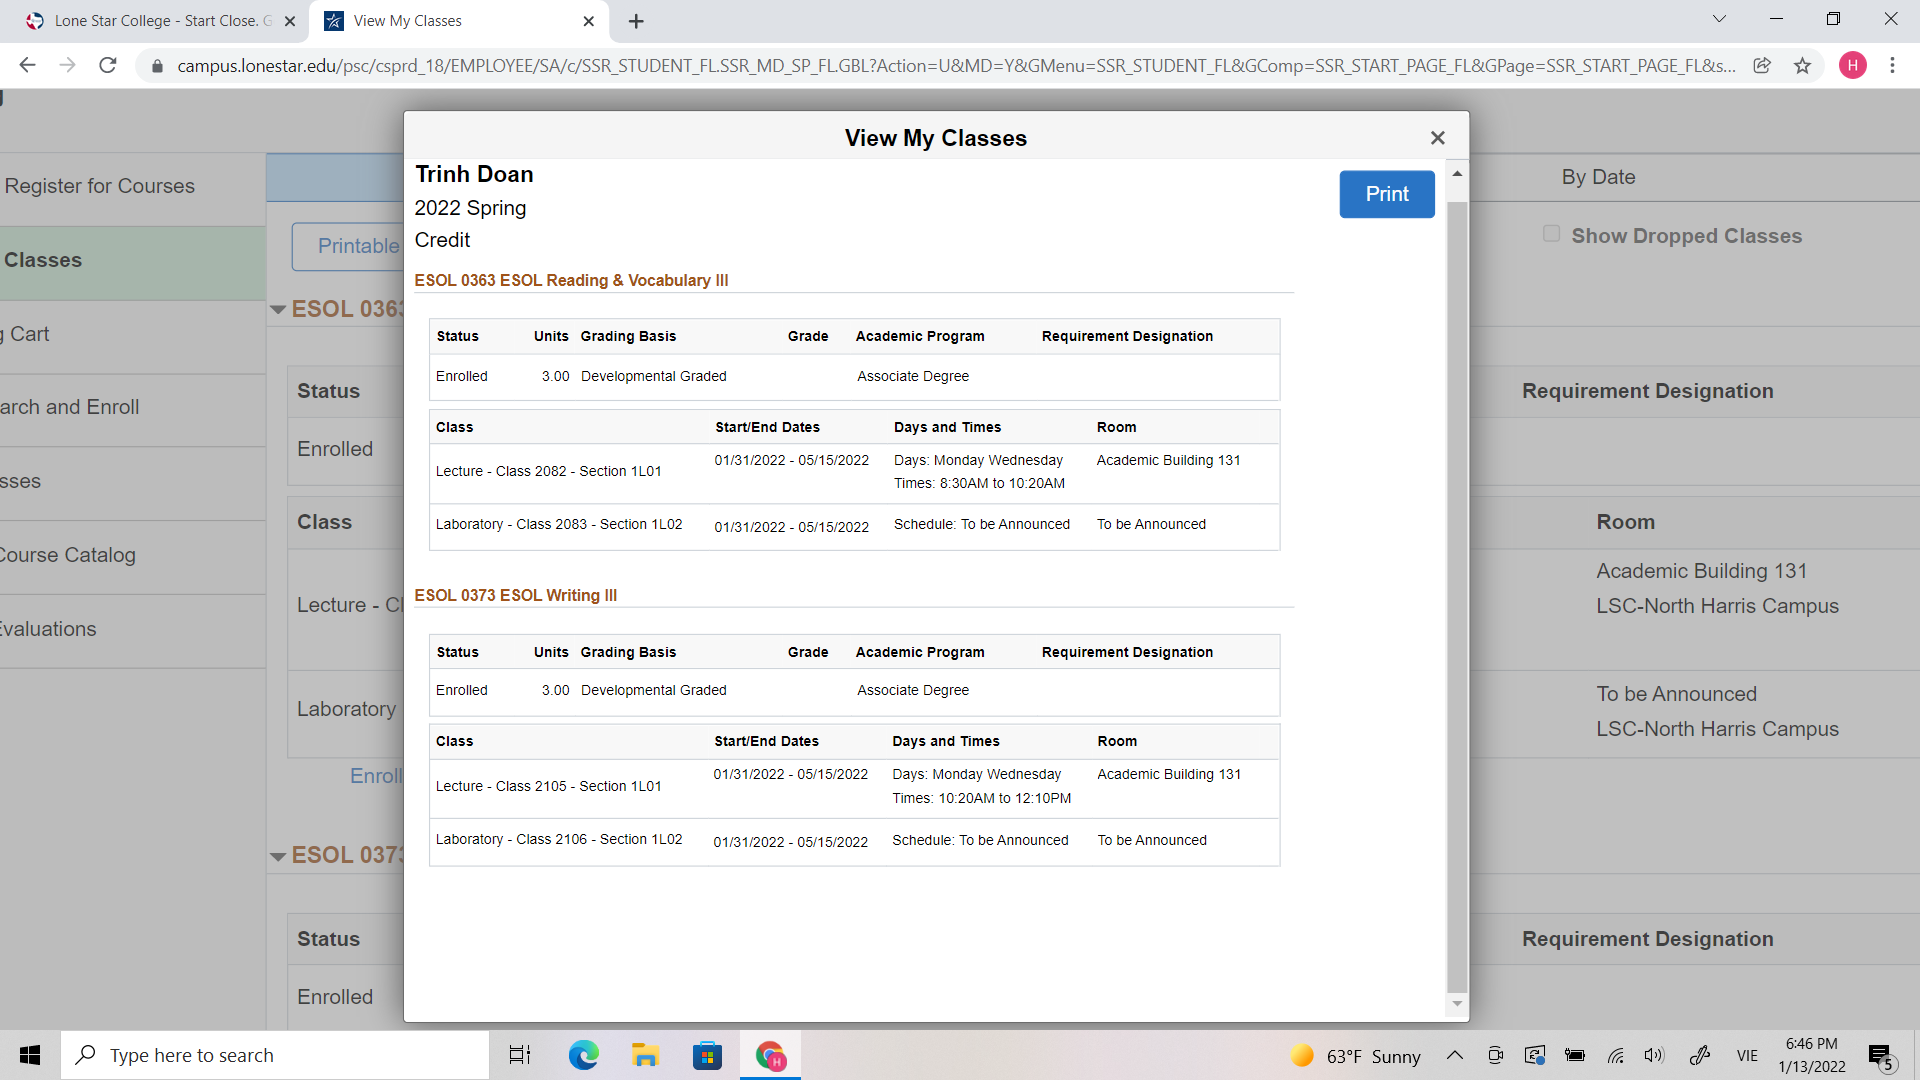 Lone Star College - Start Close. G
View My Classes
campus.lonestar.edu/psc/csprd_18/EMPLOYEE/SA/c/SSR_STUDENT_FL.SSR_MD_SP_FL.GBL?Action=U&MD=Y&GMenu=SSR_STUDENT_FL&GComp=SSR_START_PAGE_FL&GPage=SSR_START_PAGE_FL&s...
H
Register for Courses
Classes
g Cart
arch and Enroll
sses
Course Catalog
Evaluations
Printable
ESOL 0363
Status
Enrolled
Class
Lecture - Cl
Laboratory
Enroll
ESOL 0373
Status
Enrolled
View My Classes
Trinh Doan
2022 Spring
Credit
Print
ESOL 0363 ESOL Reading & Vocabulary III
Status Units Grading Basis Grade Academic Program Requirement Designation
Enrolled 3.00 Developmental Graded Associate Degree
Class Start/End Dates Days and Times Room
Lecture - Class 2082 - Section 1L01 01/31/2022 - 05/15/2022 Days: Monday Wednesday Academic Building 131
Times: 8:30AM to 10:20AM
Laboratory - Class 2083 - Section 1L02 01/31/2022 - 05/15/2022 Schedule: To be Announced To be Announced
ESOL 0373 ESOL Writing III
Status Units Grading Basis Grade Academic Program Requirement Designation
Enrolled 3.00 Developmental Graded Associate Degree
Class Start/End Dates Days and Times Room
Lecture - Class 2105 - Section 1L01 01/31/2022 - 05/15/2022 Days: Monday Wednesday Academic Building 131
Times: 10:20AM to 12:10PM
Laboratory - Class 2106 - Section 1L02 01/31/2022 - 05/15/2022 Schedule: To be Announced To be Announced
By Date
Show Dropped Classes
Requirement Designation
Room
Academic Building 131
LSC-North Harris Campus
To be Announced
LSC-North Harris Campus
Requirement Designation
Type here to search
H
63°F Sunny
VIE
6:46 PM
1/13/2022
5